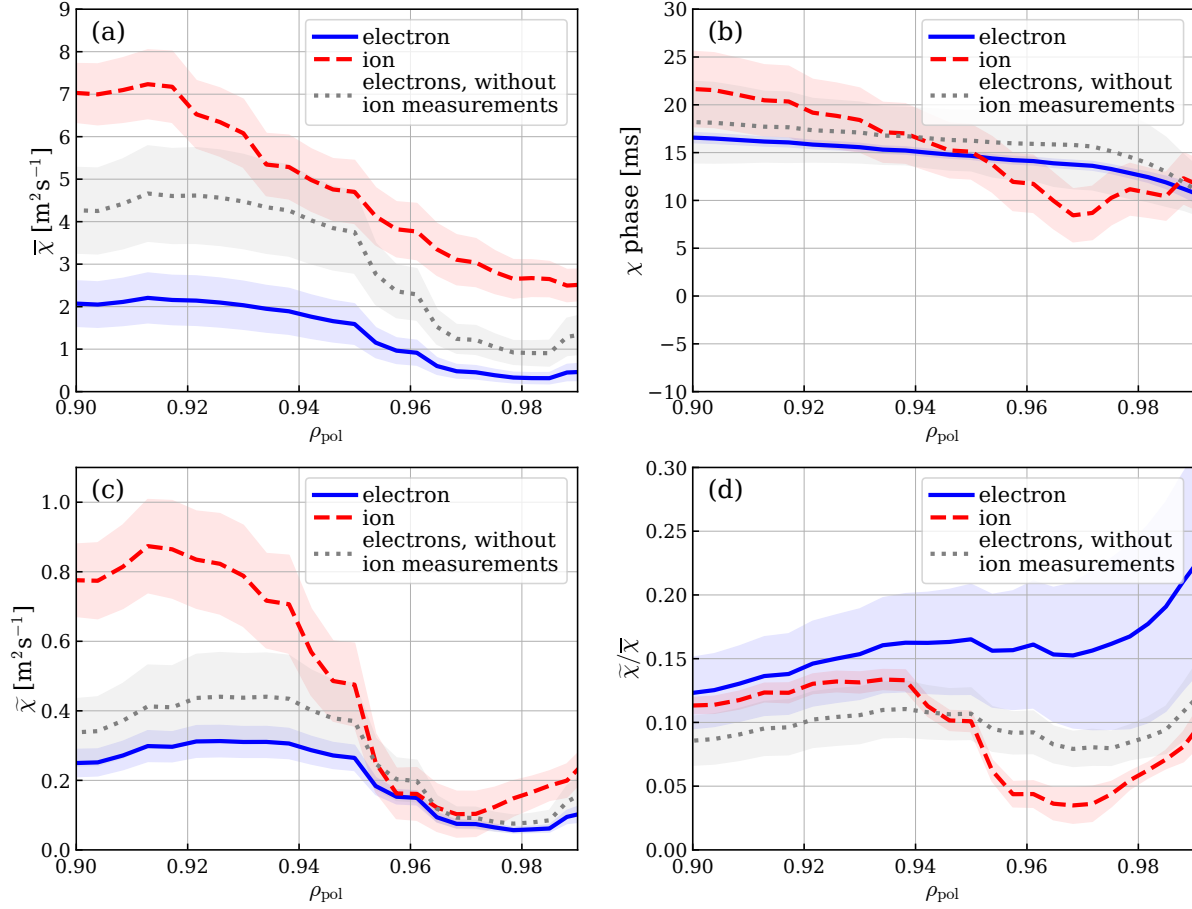 (a)
electron
ion
electrons, without
ion measurements
χ̅ [m² s⁻¹]
9
8
7
6
5
4
3
2
1
0
0.90
0.92
0.94
0.96
0.98
ρpol
(b)
electron
ion
electrons, without
ion measurements
χ phase [ms]
30
25
20
15
10
5
0
−5
−10
0.90
0.92
0.94
0.96
0.98
ρpol
(c)
electron
ion
electrons, without
ion measurements
χ̃ [m² s⁻¹]
1.0
0.8
0.6
0.4
0.2
0.0
0.90
0.92
0.94
0.96
0.98
ρpol
(d)
electron
ion
electrons, without
ion measurements
χ̃/χ̅
0.30
0.25
0.20
0.15
0.10
0.05
0.00
0.90
0.92
0.94
0.96
0.98
ρpol